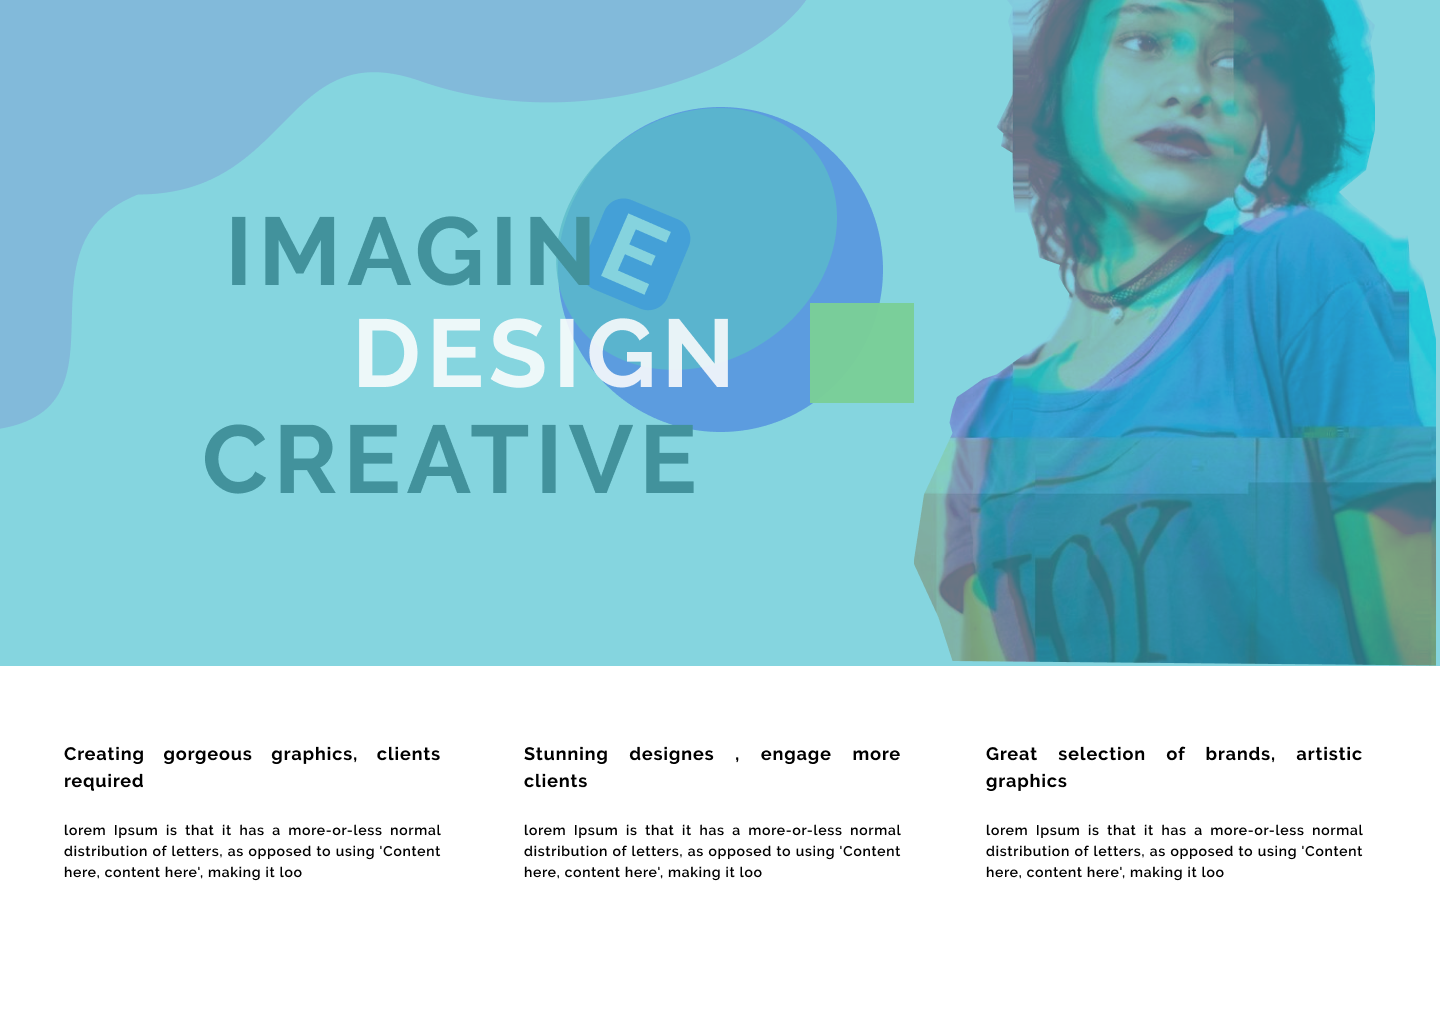 IMAGINE
DESIGN
CREATIVE
JOY
Creating gorgeous graphics, clients
required
lorem Ipsum is that it has a more-or-less normal
distribution of letters, as opposed to using 'Content
here, content here', making it loo
Stunning designes , engage more
clients
lorem Ipsum is that it has a more-or-less normal
distribution of letters, as opposed to using 'Content
here, content here', making it loo
Great selection of brands, artistic
graphics
lorem Ipsum is that it has a more-or-less normal
distribution of letters, as opposed to using 'Content
here, content here', making it loo